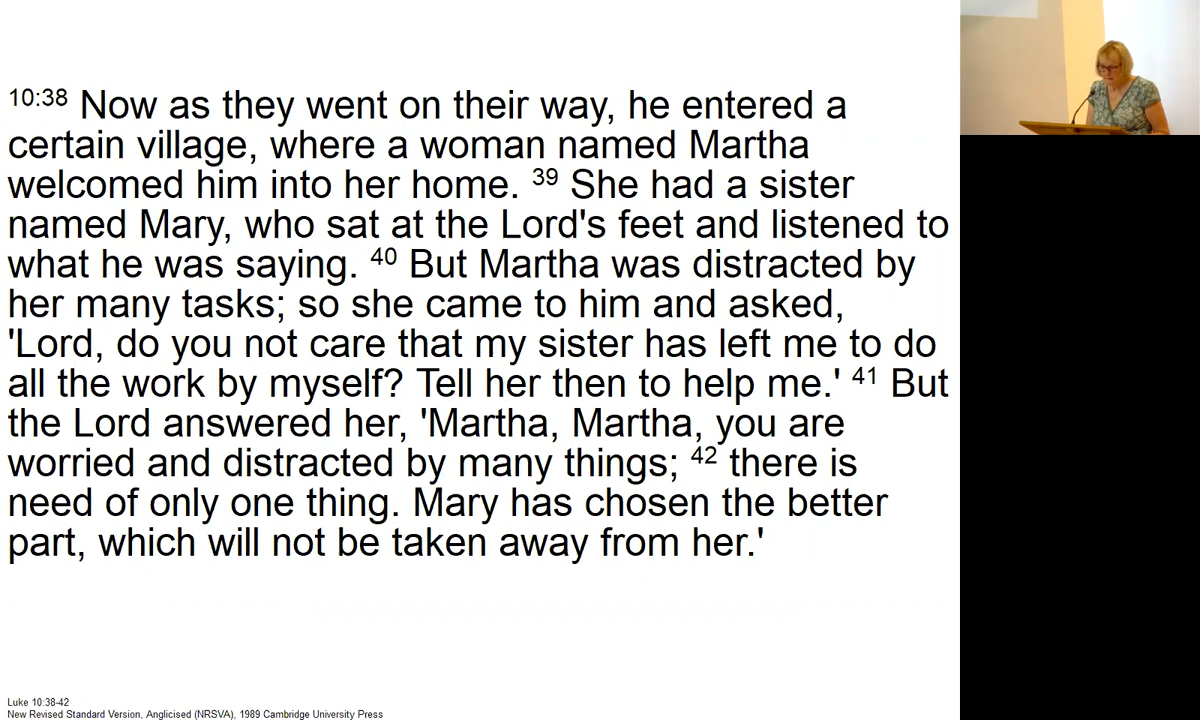 10:38 Now as they went on their way, he entered a
certain village, where a woman named Martha
welcomed him into her home. 39 She had a sister
named Mary, who sat at the Lord's feet and listened to
what he was saying. 40 But Martha was distracted by
her many tasks; so she came to him and asked,
'Lord, do you not care that my sister has left me to do
all the work by myself? Tell her then to help me.' 41 But
the Lord answered her, 'Martha, Martha, you are
worried and distracted by many things; 42 there is
need of only one thing. Mary has chosen the better
part, which will not be taken away from her.'
Luke 10:38-42
New Revised Standard Version, Anglicised (NRSVA), 1989 Cambridge University Press